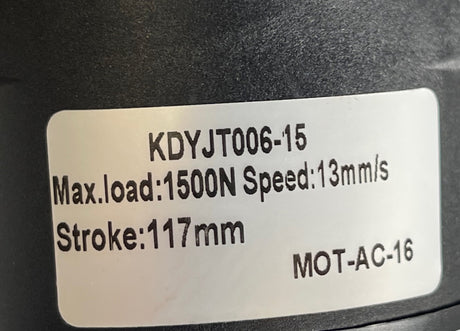 KDYJT006-15
Max.load:1500N Speed:13mm/s
Stroke:117mm
MOT-AC-16